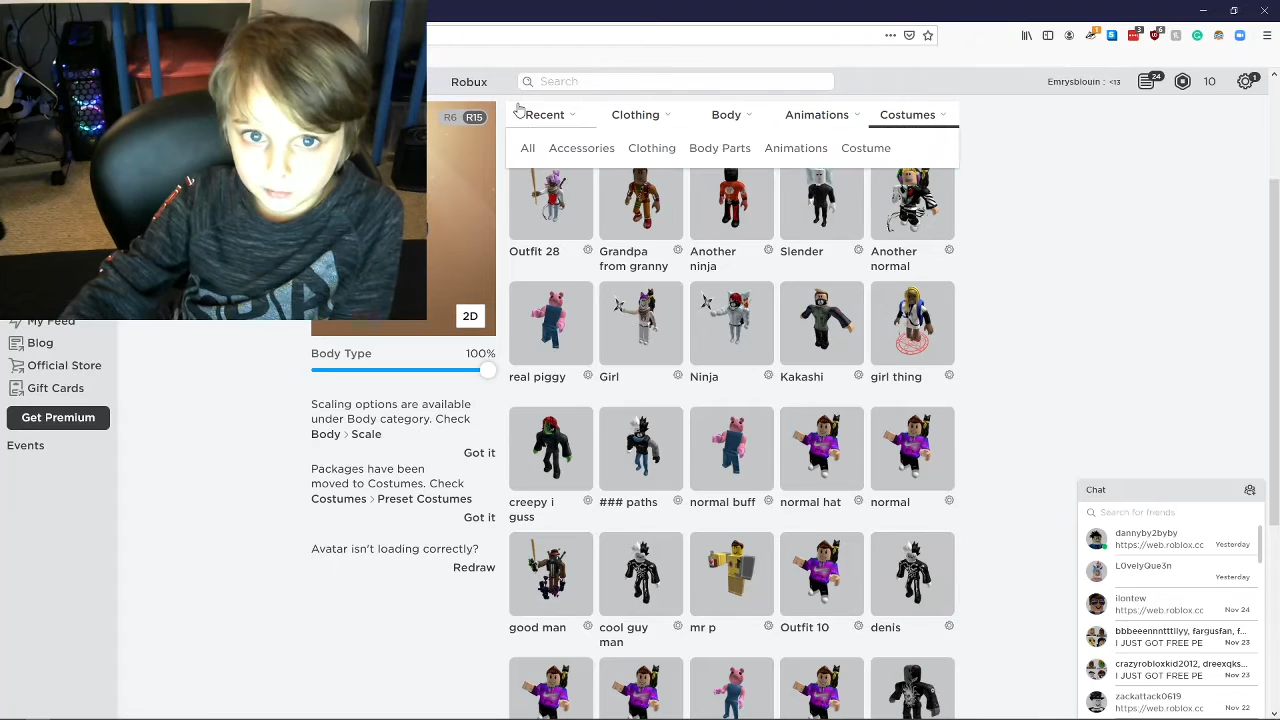 Robux
Search
Emrysblouin : <13
24
10
1
1
3
6
R6 R15
Recent
Clothing
Body
Animations
Costumes
All Accessories Clothing Body Parts Animations Costume
Outfit 28
Grandpa from granny
Another ninja
Slender
Another normal
2D
My Feed
Blog
Official Store
Gift Cards
Get Premium
Events
Body Type 100%
Scaling options are available
under Body category. Check
Body > Scale
Got it
Packages have been
moved to Costumes. Check
Costumes > Preset Costumes
Got it
Avatar isn't loading correctly?
Redraw
real piggy
Girl
Ninja
Kakashi
girl thing
creepy i guss
### paths
normal buff
normal hat
normal
good man
cool guy man
mr p
Outfit 10
denis
Chat
Search for friends
dannyby2byby
https://web.roblox.cc Yesterday
L0velyQue3n
Yesterday
ilontew
https://web.roblox.cc Nov 24
bbbeeennntttllyy, fargusfan, f...
I JUST GOT FREE PE Nov 23
crazyrobloxkid2012, dreexqks...
I JUST GOT FREE PE Nov 23
zackattack0619
https://web.roblox.cc Nov 22